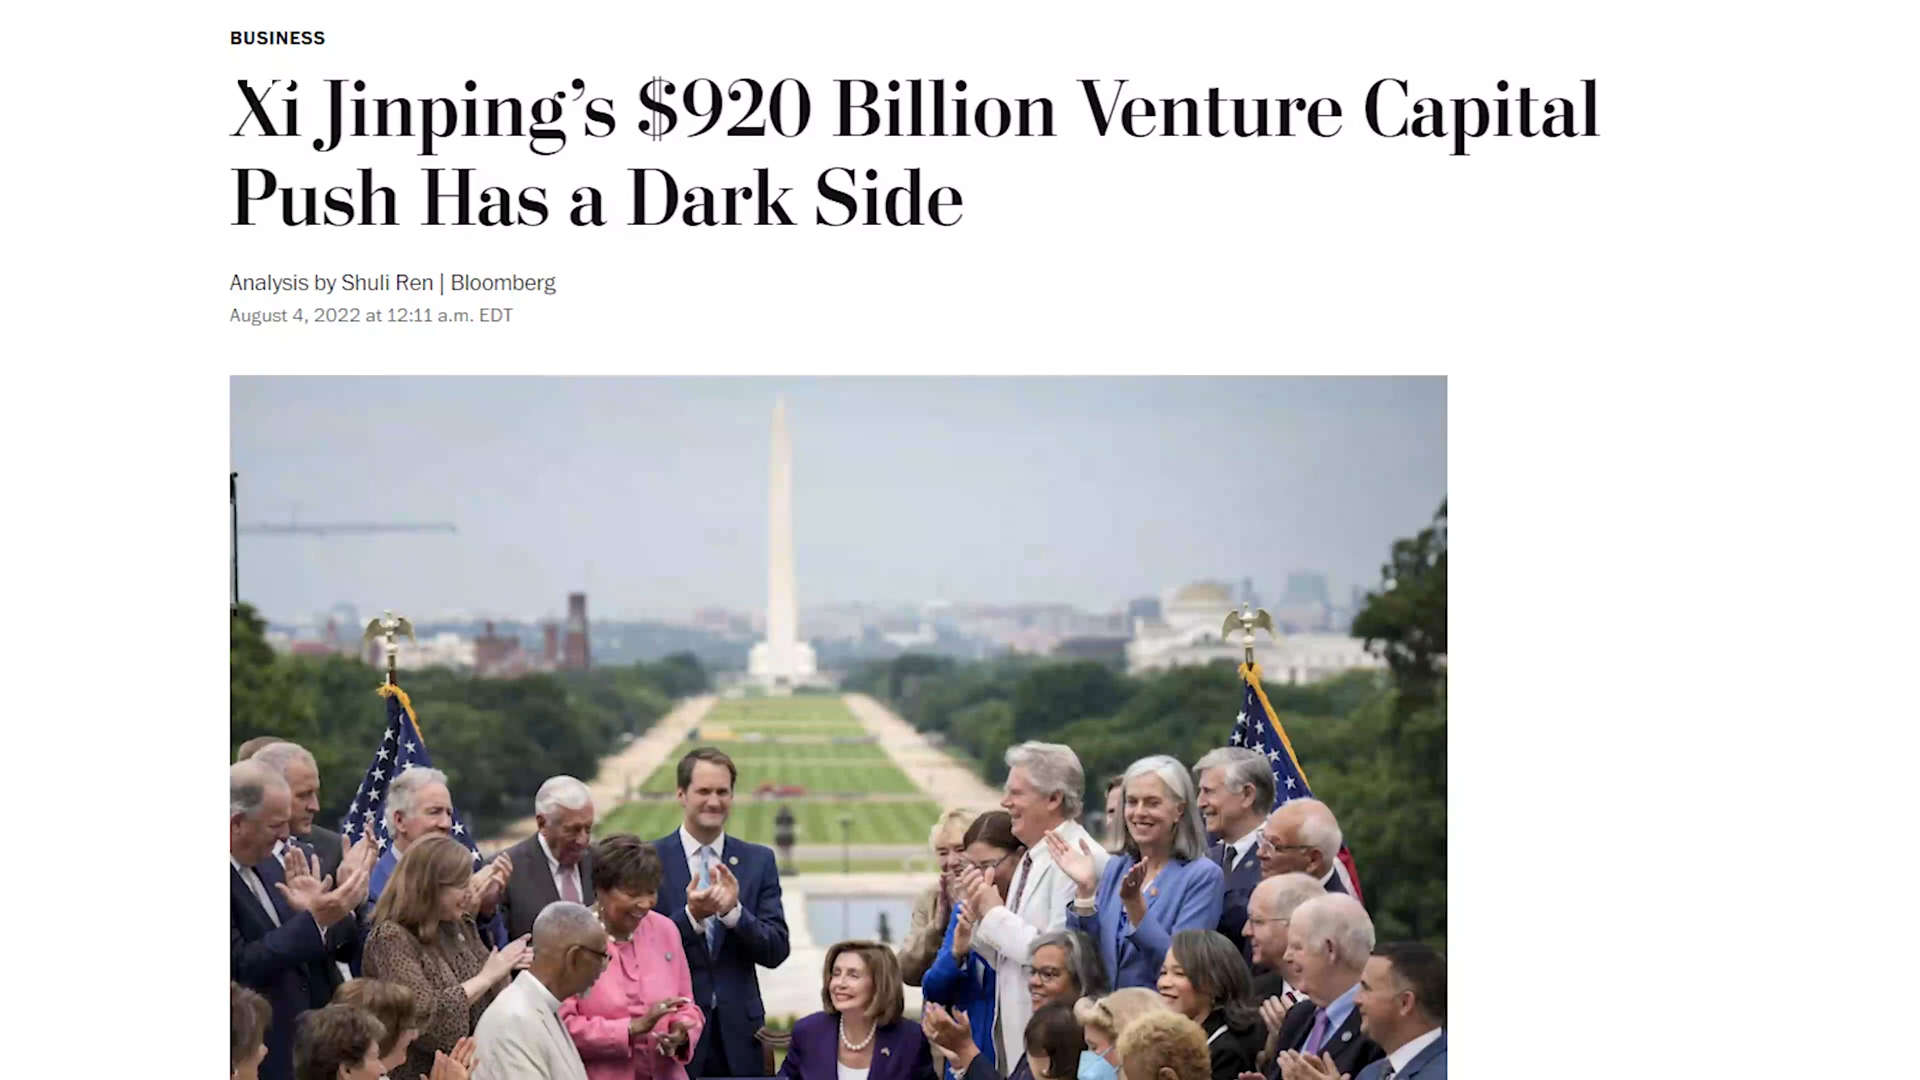 BUSINESS
Xi Jinping’s $920 Billion Venture Capital
Push Has a Dark Side
Analysis by Shuli Ren | Bloomberg
August 4, 2022 at 12:11 a.m. EDT